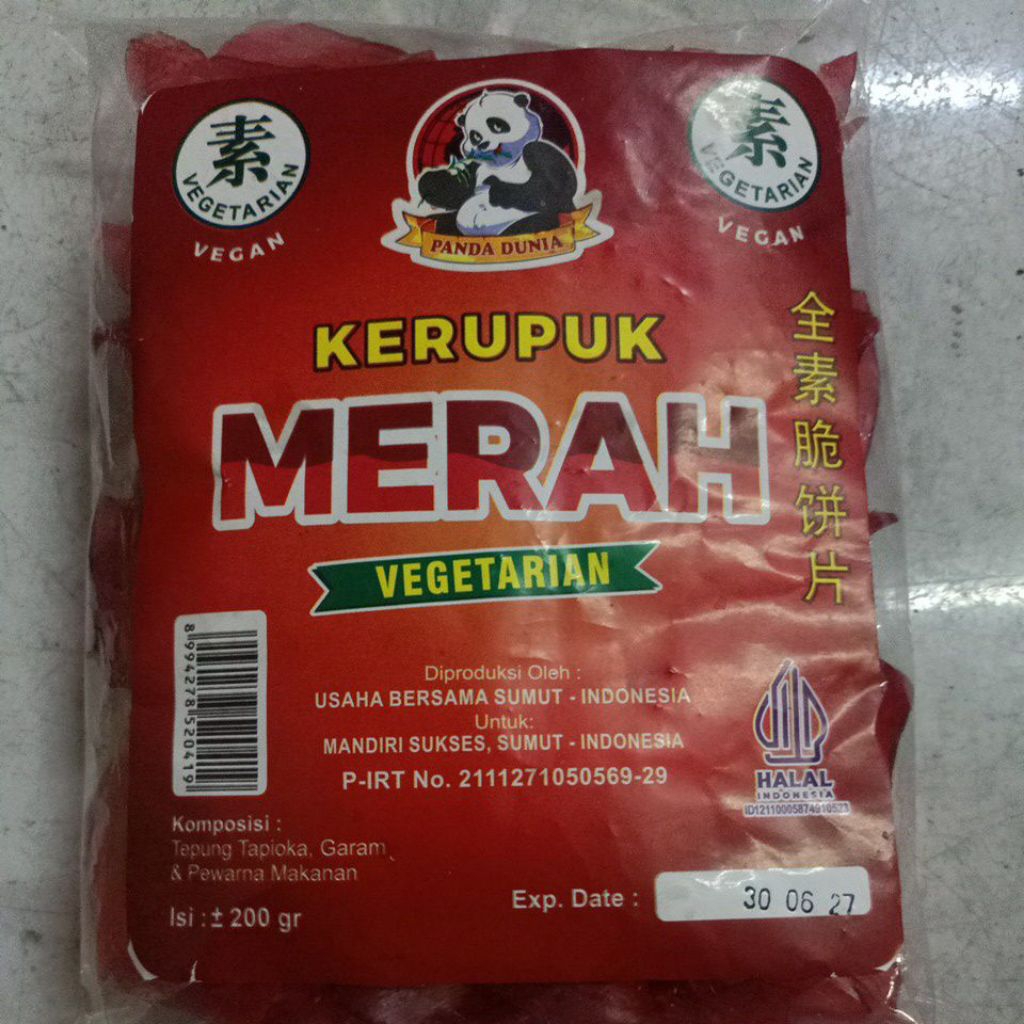 素
VEGETARIAN
VEGAN
PANDA DUNIA
素
VEGETARIAN
VEGAN
KERUPUK
MERAH
VEGETARIAN
全素脆饼片
8994278520419
Diproduksi Oleh :
USAHA BERSAMA SUMUT - INDONESIA
Untuk:
MANDIRI SUKSES, SUMUT - INDONESIA
P-IRT No. 2111271050569-29
HALAL
INDONESIA
ID12110005874910523
Komposisi :
Tepung Tapioka, Garam
& Pewarna Makanan
Isi : ± 200 gr
Exp. Date :
30 06 27